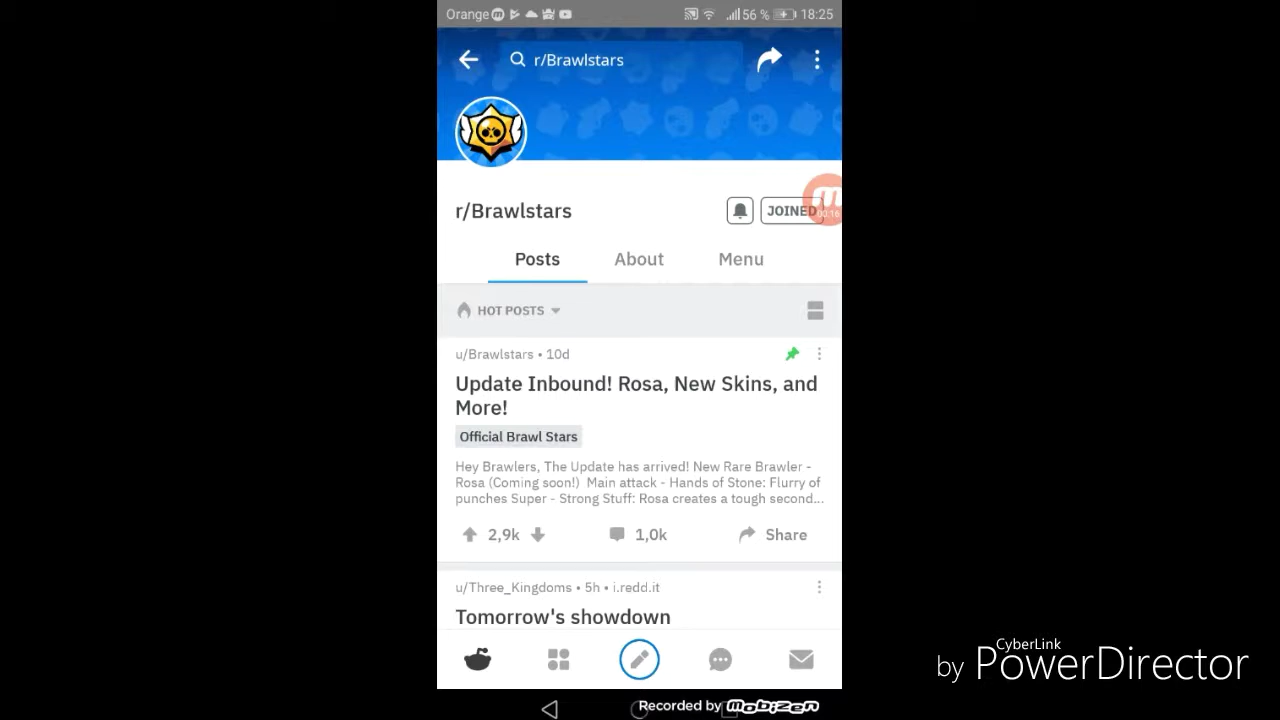 Orange 56 % 18:25
r/Brawlstars
r/Brawlstars
JOINED
00:16
Posts About Menu
HOT POSTS
u/Brawlstars • 10d
Update Inbound! Rosa, New Skins, and
More!
Official Brawl Stars
Hey Brawlers, The Update has arrived! New Rare Brawler -
Rosa (Coming soon!) Main attack - Hands of Stone: Flurry of
punches Super - Strong Stuff: Rosa creates a tough second...
2,9k 1,0k Share
u/Three_Kingdoms • 5h • i.redd.it
Tomorrow's showdown
CyberLink
by PowerDirector
Recorded by mobizen